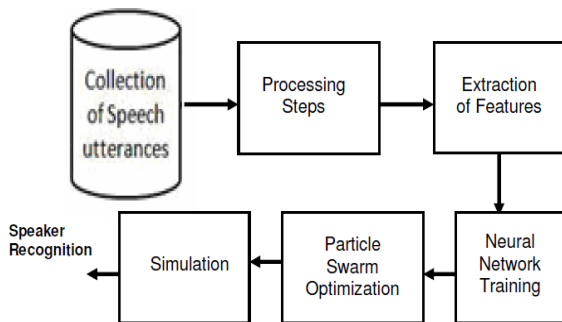 Collection
of Speech
utterances
Processing
Steps
Extraction
of Features
Speaker
Recognition
Simulation
Particle
Swarm
Optimization
Neural
Network
Training